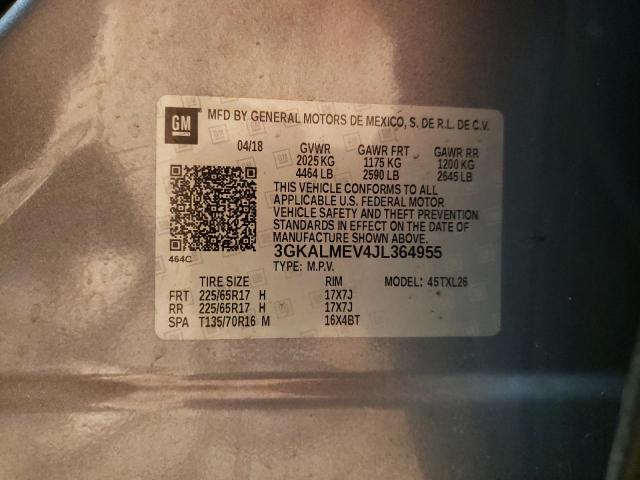 GM
MFD BY GENERAL MOTORS DE MEXICO, S. DE R.L. DE C.V.
04/18 GVWR GAWR FRT GAWR RR
2025 KG 1175 KG 1200 KG
4464 LB 2590 LB 2645 LB
THIS VEHICLE CONFORMS TO ALL
APPLICABLE U.S. FEDERAL MOTOR
VEHICLE SAFETY AND THEFT PREVENTION
STANDARDS IN EFFECT ON THE DATE OF
MANUFACTURE SHOWN ABOVE.
464C 3GKALMEV4JL364955
TYPE: M.P.V.
TIRE SIZE RIM MODEL: 45TXL26
FRT 225/65R17 H 17X7J
RR 225/65R17 H 17X7J
SPA T135/70R16 M 16X4BT